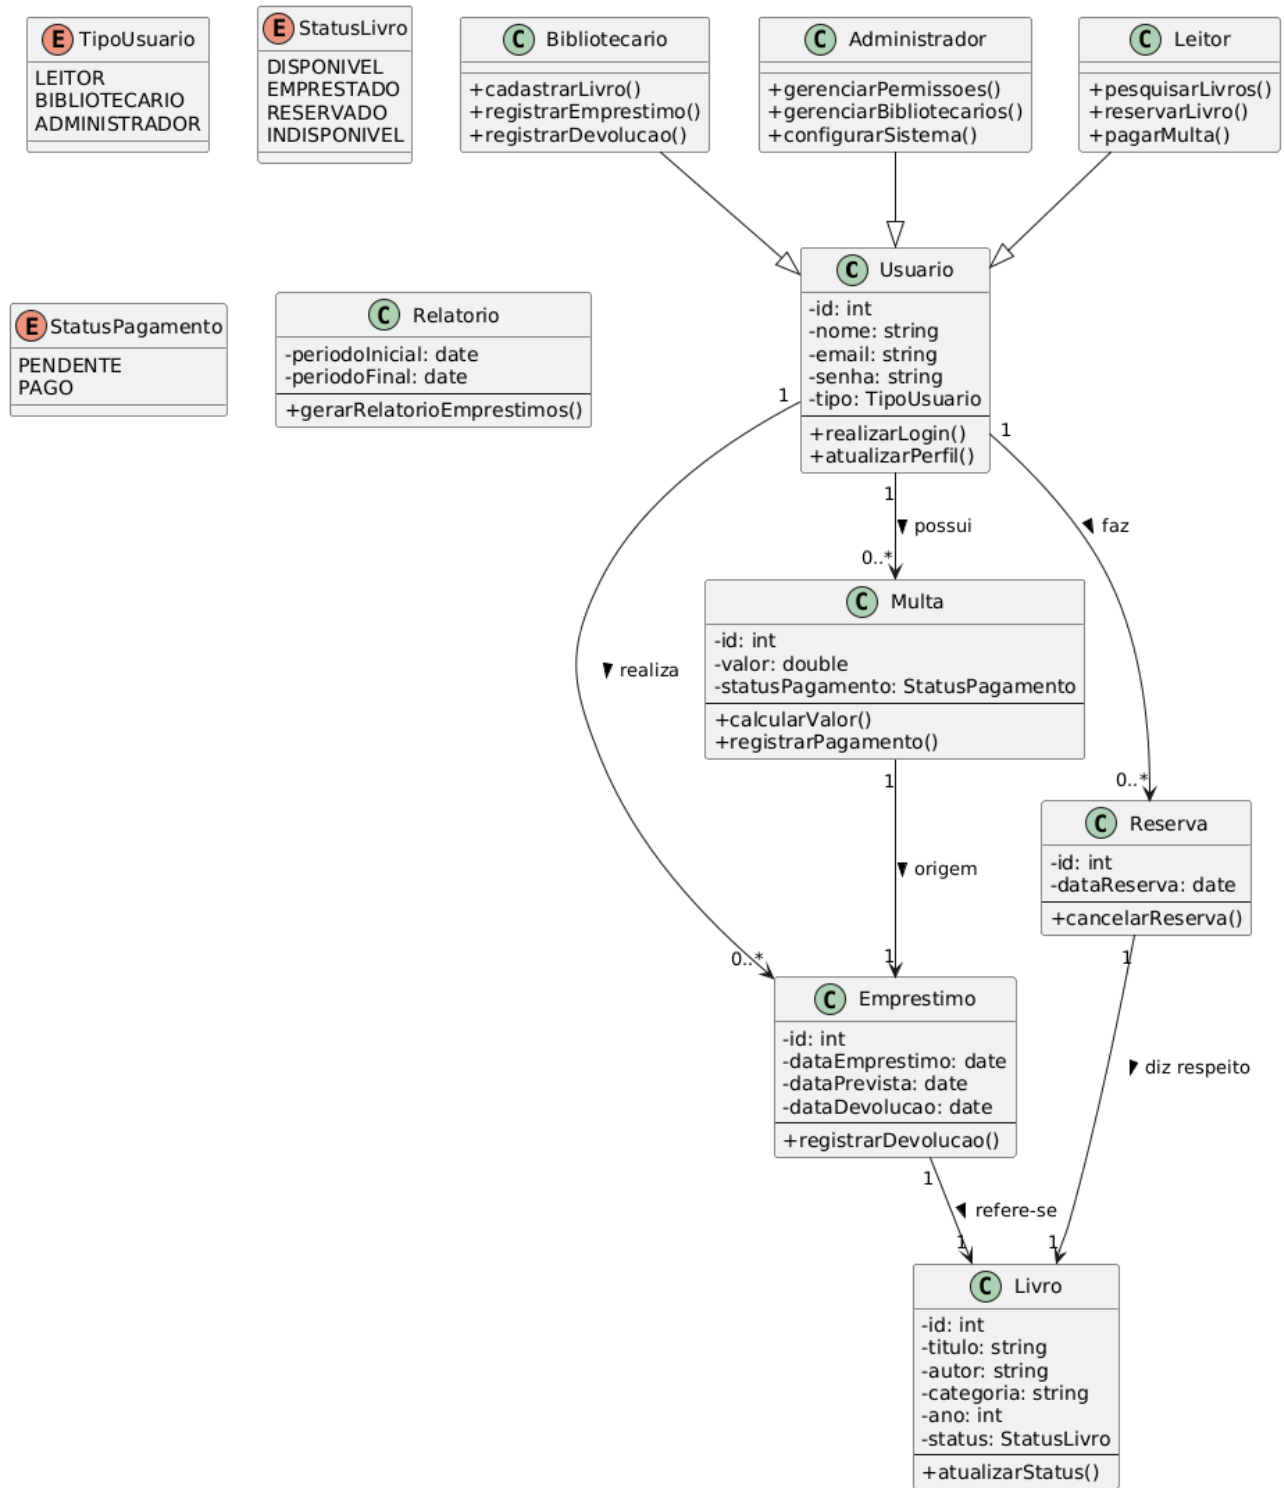 E TipoUsuario
LEITOR
BIBLIOTECARIO
ADMINISTRADOR
E StatusLivro
DISPONIVEL
EMPRESTADO
RESERVADO
INDISPONIVEL
C Bibliotecario
+cadastrarLivro()
+registrarEmprestimo()
+registrarDevolucao()
C Administrador
+gerenciarPermissoes()
+gerenciarBibliotecarios()
+configurarSistema()
C Leitor
+pesquisarLivros()
+reservarLivro()
+pagarMulta()
E StatusPagamento
PENDENTE
PAGO
C Relatorio
-periodoInicial: date
-periodoFinal: date
+gerarRelatorioEmprestimos()
C Usuario
-id: int
-nome: string
-email: string
-senha: string
-tipo: TipoUsuario
+realizarLogin()
+atualizarPerfil()
1
1
1
possui
faz
0..*
C Multa
-id: int
-valor: double
-statusPagamento: StatusPagamento
+calcularValor()
+registrarPagamento()
realiza
1
0..*
C Reserva
-id: int
-dataReserva: date
+cancelarReserva()
origem
0..*
1
1
C Emprestimo
-id: int
-dataEmprestimo: date
-dataPrevista: date
-dataDevolucao: date
+registrarDevolucao()
diz respeito
1
refere-se
1
1
C Livro
-id: int
-titulo: string
-autor: string
-categoria: string
-ano: int
-status: StatusLivro
+atualizarStatus()